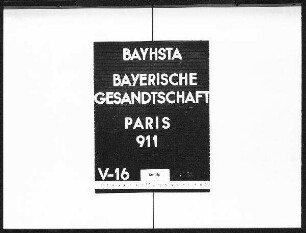 BAYHSTA
BAYERISCHE
GESANDTSCHAFT
PARIS
911
V-16